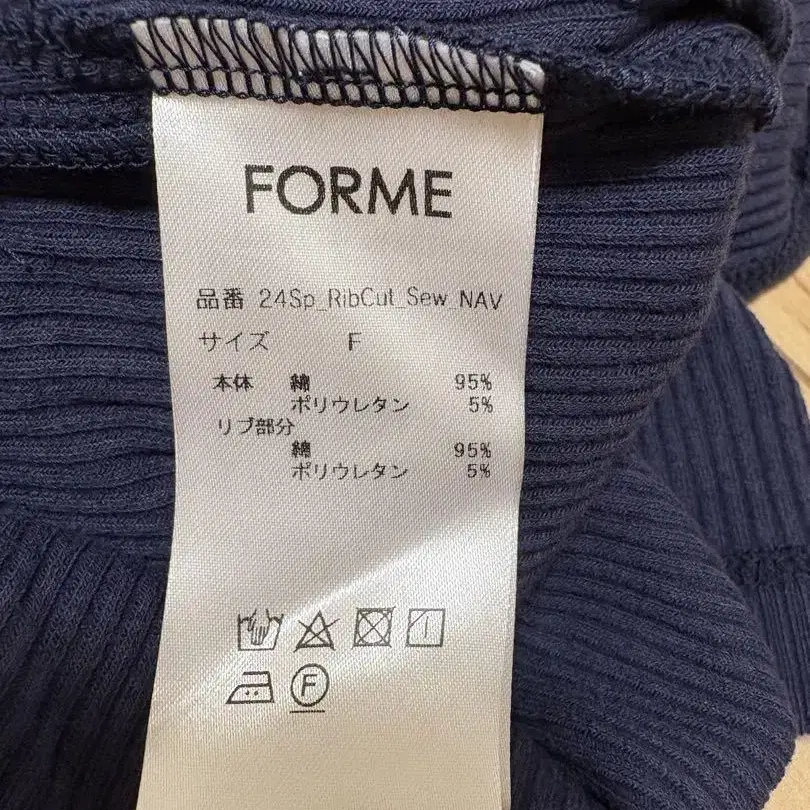 FORME
品番 24Sp_RibCut_Sew_NAV
サイズ F
本体 綿 95%
ポリウレタン 5%
リブ部分
綿 95%
ポリウレタン 5%
F